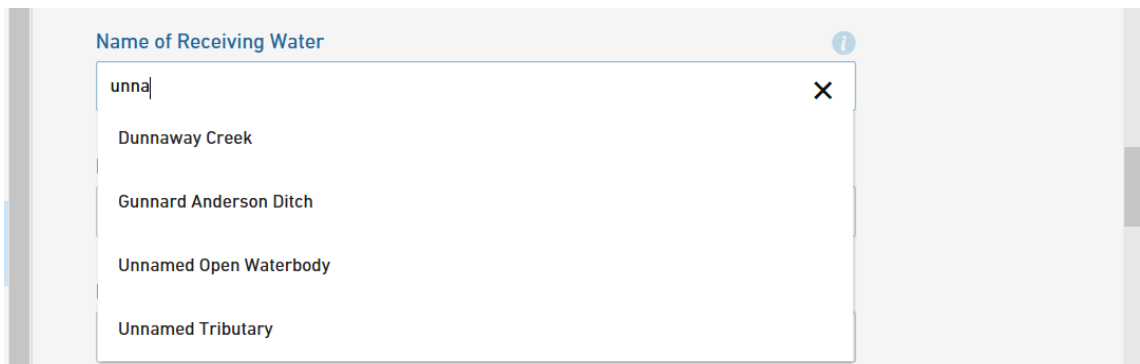 Name of Receiving Water
unna
Dunnaway Creek
Gunnard Anderson Ditch
Unnamed Open Waterbody
Unnamed Tributary